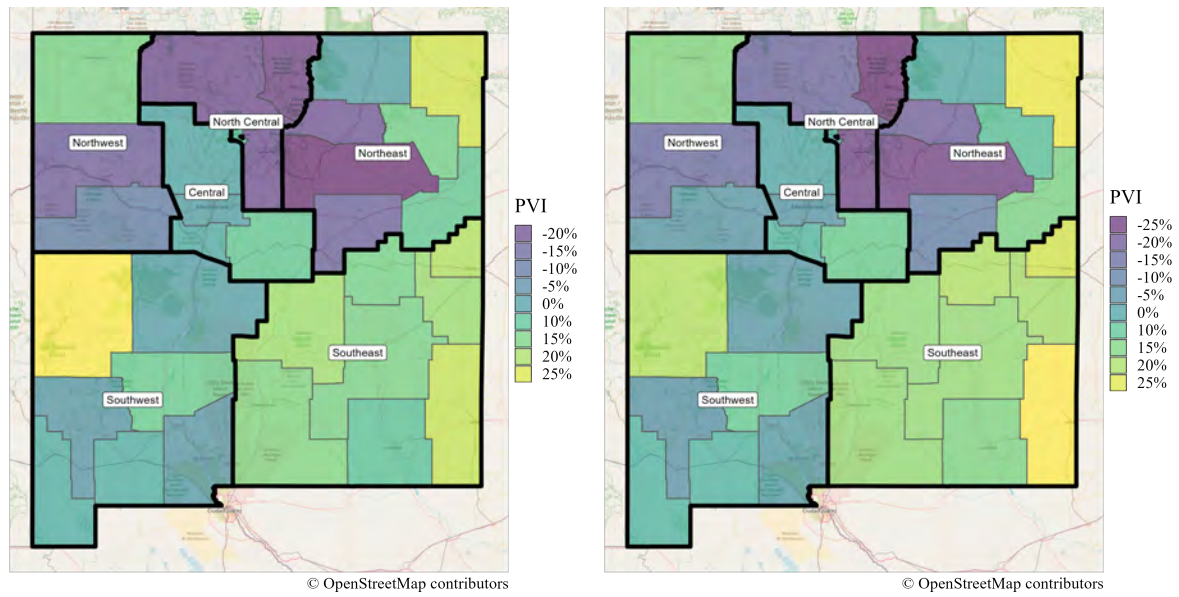 North Central
Northwest
Northeast
Central
Southeast
Southwest
PVI
-20%
-15%
-10%
-5%
0%
10%
15%
20%
25%
© OpenStreetMap contributors
North Central
Northwest
Northeast
Central
Southeast
Southwest
PVI
-25%
-20%
-15%
-10%
-5%
0%
10%
15%
20%
25%
© OpenStreetMap contributors